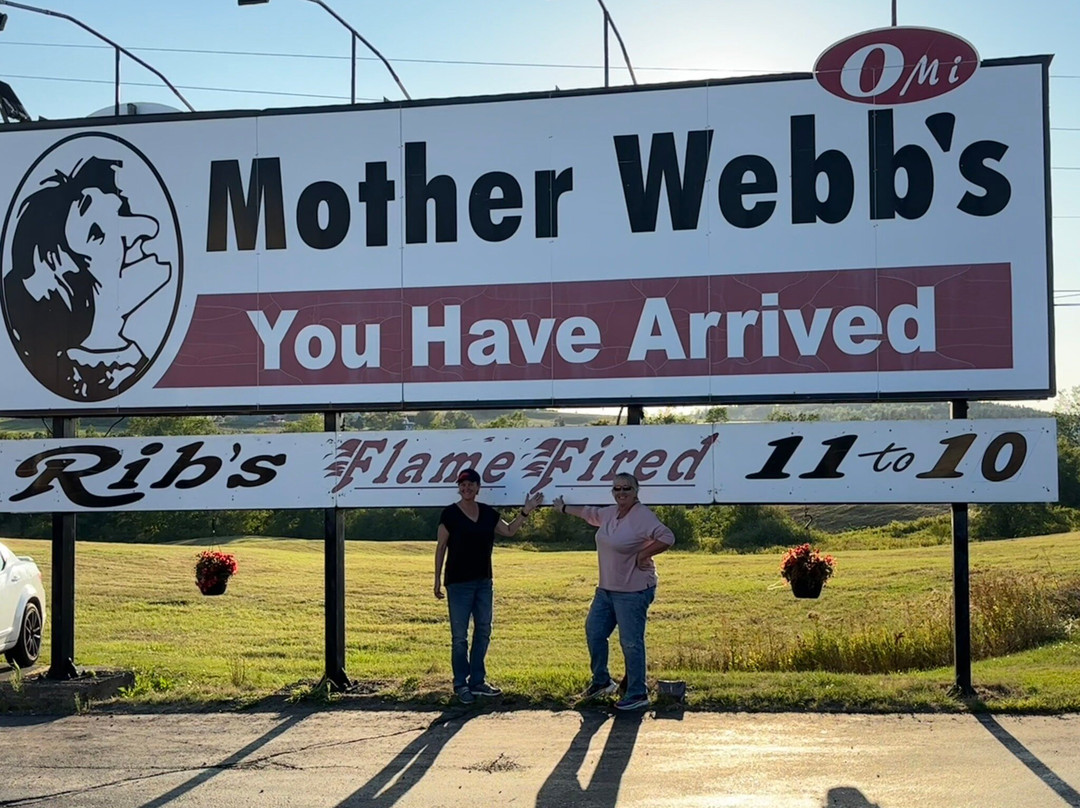 OMi
Mother Webb's
You Have Arrived
Rib's Flame Fired 11 to 10